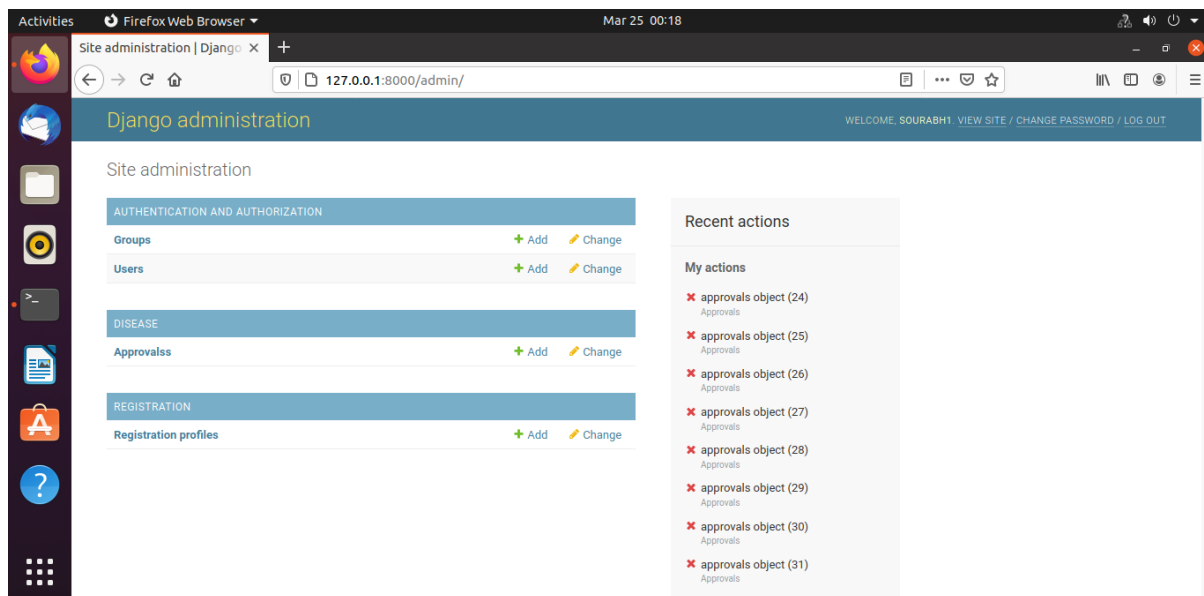 Activities Firefox Web Browser Mar 25 00:18
Site administration | Django
127.0.0.1:8000/admin/
Django administration
WELCOME, SOURABH1. VIEW SITE / CHANGE PASSWORD / LOG OUT
Site administration
AUTHENTICATION AND AUTHORIZATION
Groups Add Change
Users Add Change
DISEASE
Approvalss Add Change
REGISTRATION
Registration profiles Add Change
Recent actions
My actions
approvals object (24)
Approvals
approvals object (25)
Approvals
approvals object (26)
Approvals
approvals object (27)
Approvals
approvals object (28)
Approvals
approvals object (29)
Approvals
approvals object (30)
Approvals
approvals object (31)
Approvals